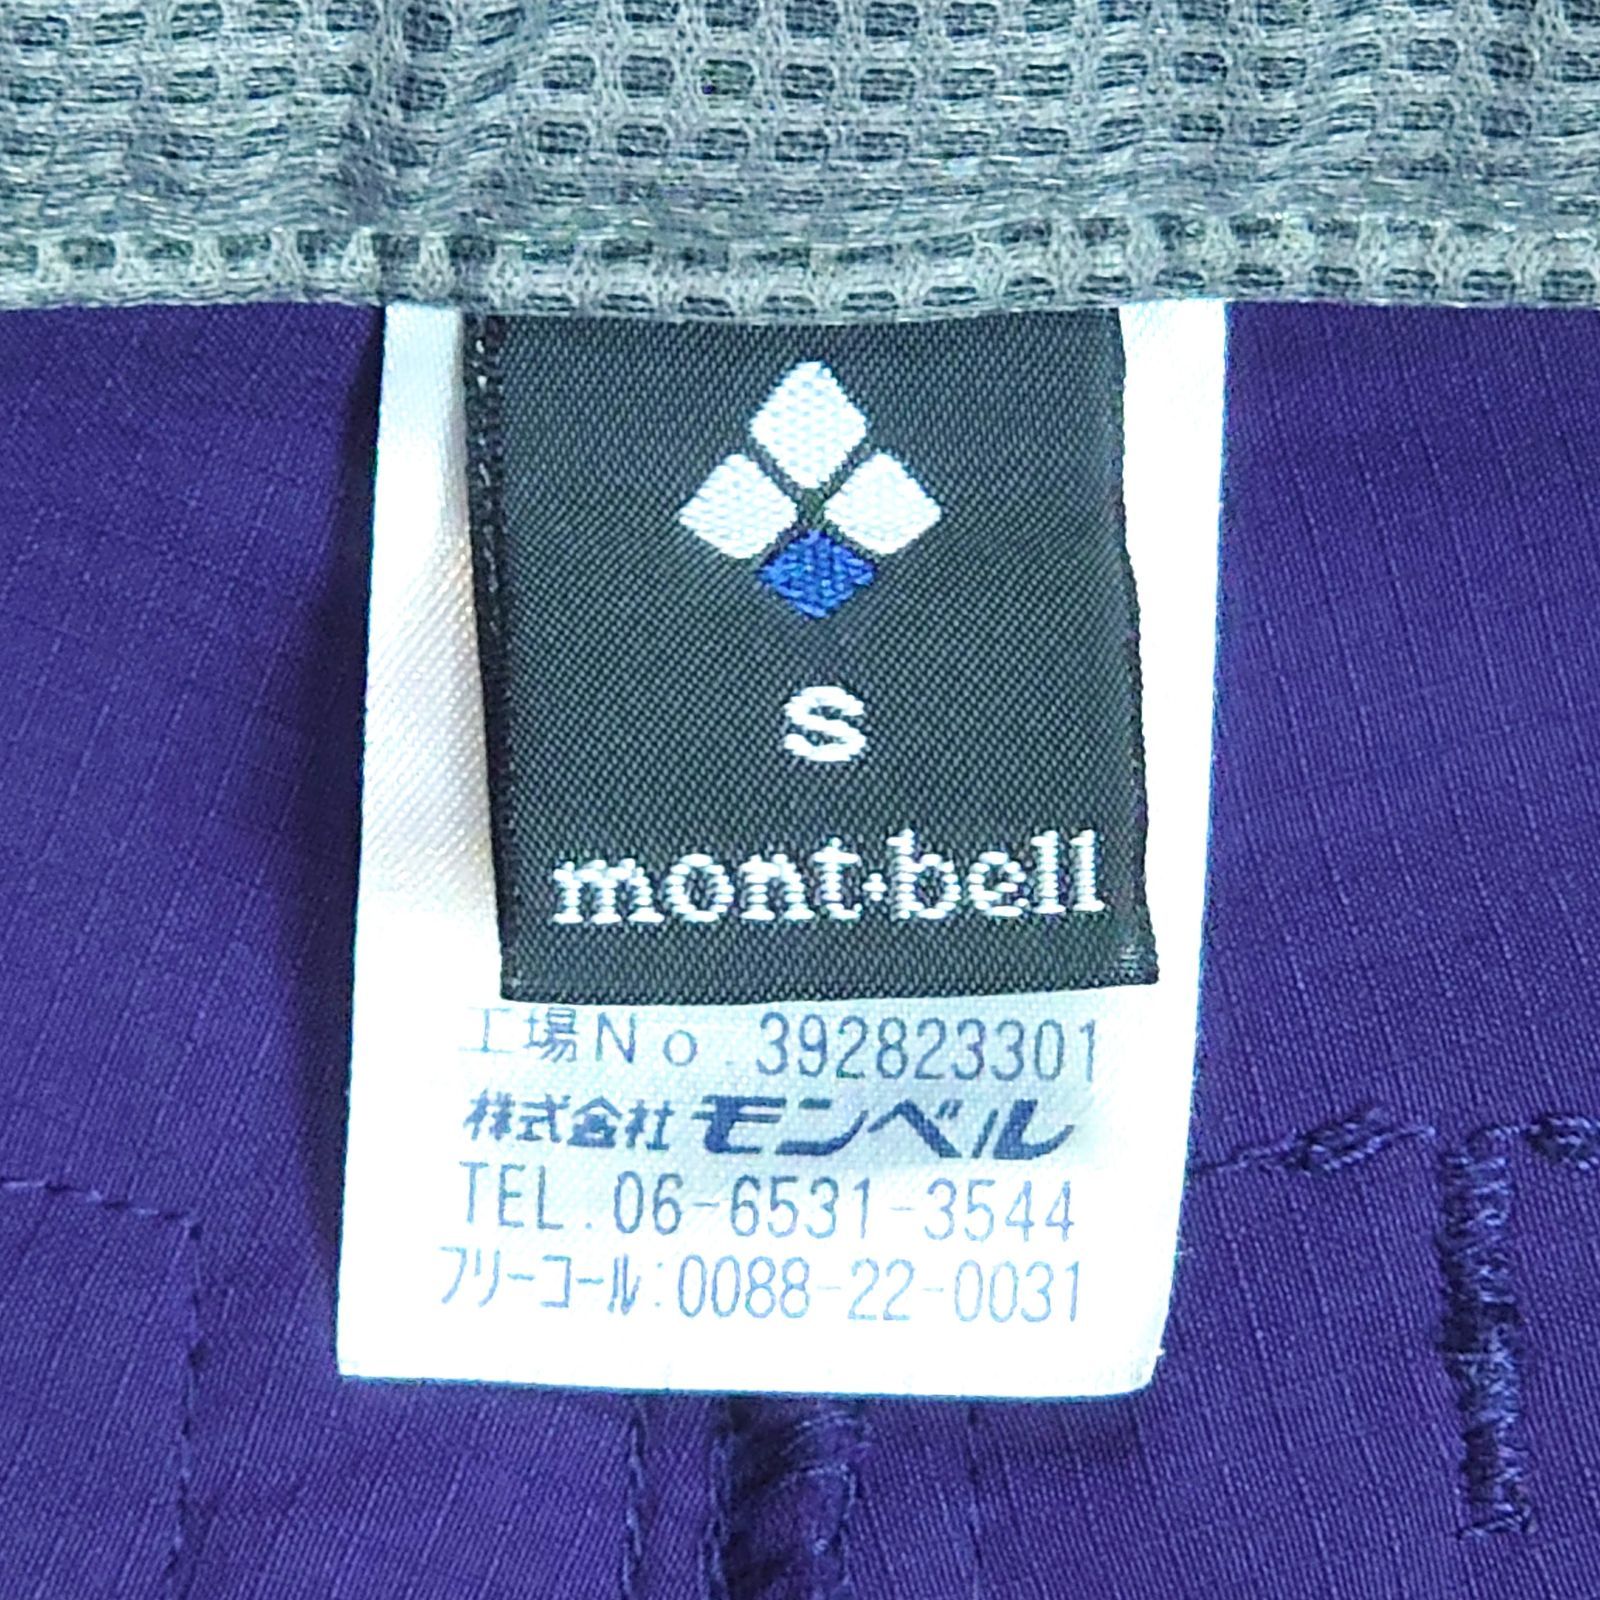 S
mont·bell
工場No.392823301
株式会社モンベル
TEL.06-6531-3544
フリーコール:0088-22-0031